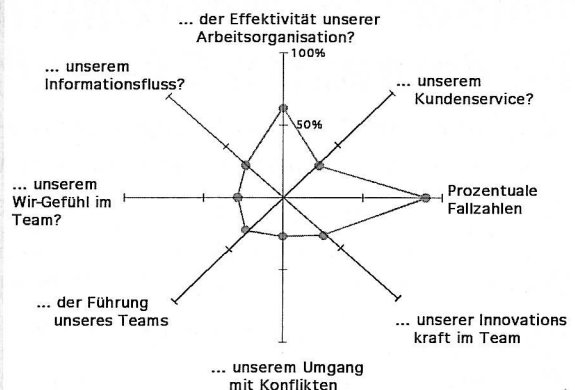 ... der Effektivität unserer
Arbeitsorganisation?
100%
... unserem
Informationsfluss?
... unserem
Kundenservice?
50%
... unserem
Wir-Gefühl im
Team?
Prozentuale
Fallzahlen
... der Führung
unseres Teams
... unserer Innovations
kraft im Team
... unserem Umgang
mit Konflikten